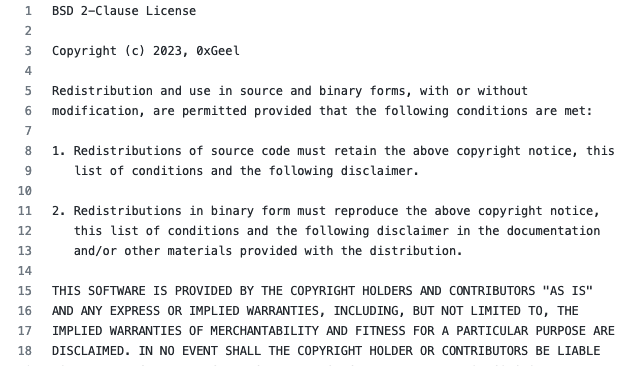 1 BSD 2-Clause License
2
3 Copyright (c) 2023, 0xGeel
4
5 Redistribution and use in source and binary forms, with or without
6 modification, are permitted provided that the following conditions are met:
7
8 1. Redistributions of source code must retain the above copyright notice, this
9 list of conditions and the following disclaimer.
10
11 2. Redistributions in binary form must reproduce the above copyright notice,
12 this list of conditions and the following disclaimer in the documentation
13 and/or other materials provided with the distribution.
14
15 THIS SOFTWARE IS PROVIDED BY THE COPYRIGHT HOLDERS AND CONTRIBUTORS "AS IS"
16 AND ANY EXPRESS OR IMPLIED WARRANTIES, INCLUDING, BUT NOT LIMITED TO, THE
17 IMPLIED WARRANTIES OF MERCHANTABILITY AND FITNESS FOR A PARTICULAR PURPOSE ARE
18 DISCLAIMED. IN NO EVENT SHALL THE COPYRIGHT HOLDER OR CONTRIBUTORS BE LIABLE